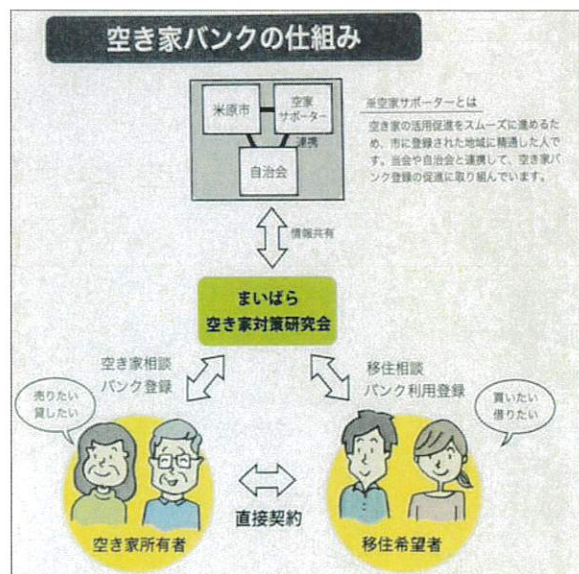 空き家バンクの仕組み
米原市
空家
サポーター
連携
自治会
※空家サポーターとは
空き家の活用促進をスムーズに進めるた
め、市に登録された地域に精通した人で
す。当会や自治会と連携して、空き家バ
ンク登録の促進に取り組んでいます。
情報共有
まいばら
空き家対策研究会
空き家相談
バンク登録
移住相談
バンク利用登録
売りたい
貸したい
買いたい
借りたい
直接契約
空き家所有者
移住希望者